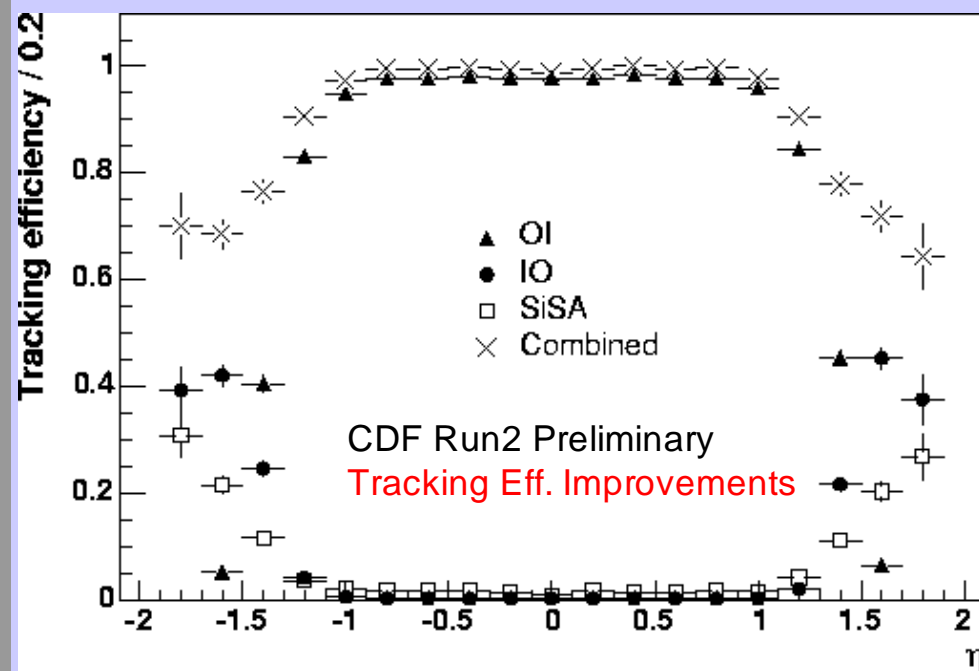 Tracking efficiency / 0.2
1
0.8
0.6
0.4
0.2
0
OI
IO
SiSA
Combined
CDF Run2 Preliminary
Tracking Eff. Improvements
-2 -1.5 -1 -0.5 0 0.5 1 1.5 2